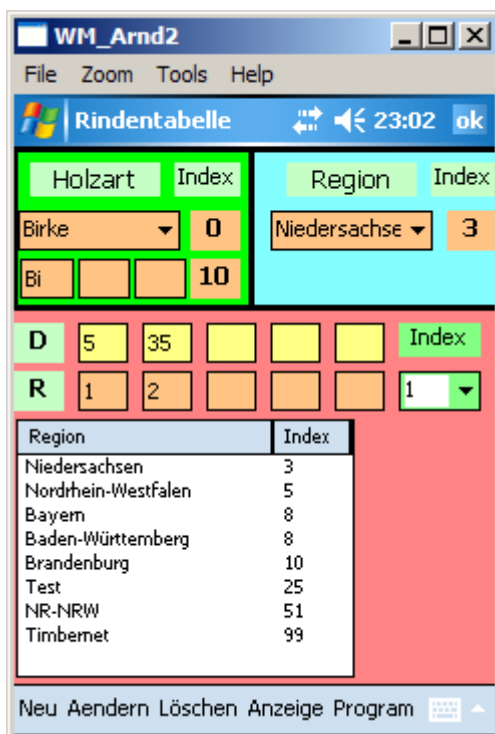 WM_Arnd2
File Zoom Tools Help
Rindentabelle 23:02 ok
Holzart Index Region Index
Birke 0 Niedersachse 3
Bi 10
D 5 35 Index
R 1 2 1
Region Index
Niedersachsen 3
Nordrhein-Westfalen 5
Bayern 8
Baden-Württemberg 8
Brandenburg 10
Test 25
NR-NRW 51
Timbernet 99
Neu Aendern Löschen Anzeige Program